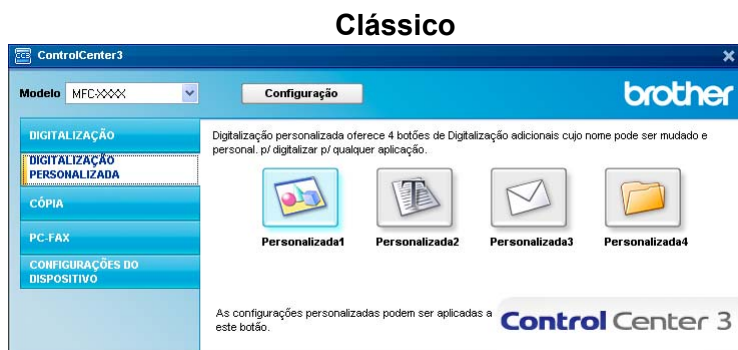 Clássico
ControlCenter3
Modelo MFC-XXXX Configuração brother
DIGITALIZAÇÃO
DIGITALIZAÇÃO
PERSONALIZADA
CÓPIA
PC-FAX
CONFIGURAÇÕES DO
DISPOSITIVO
Digitalização personalizada oferece 4 botões de Digitalização adicionais cujo nome pode ser mudado e
personal. p/ digitalizar p/ qualquer aplicação.
Personalizada1 Personalizada2 Personalizada3 Personalizada4
As configurações personalizadas podem ser aplicadas a
este botão.
Control Center 3